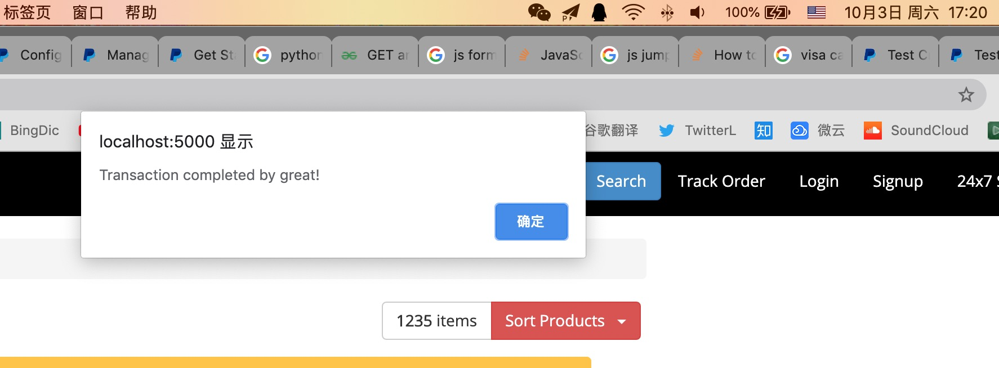 标签页 窗口 帮助 P 100% 10月3日 周六 17:20
Config Manag Get St python GET an js form JavaSc js jump How to visa ca Test C Test
BingDic 谷歌翻译 TwitterL 知 微云 SoundCloud
localhost:5000 显示
Transaction completed by great!
确定
Search Track Order Login Signup 24x7 S
1235 items Sort Products